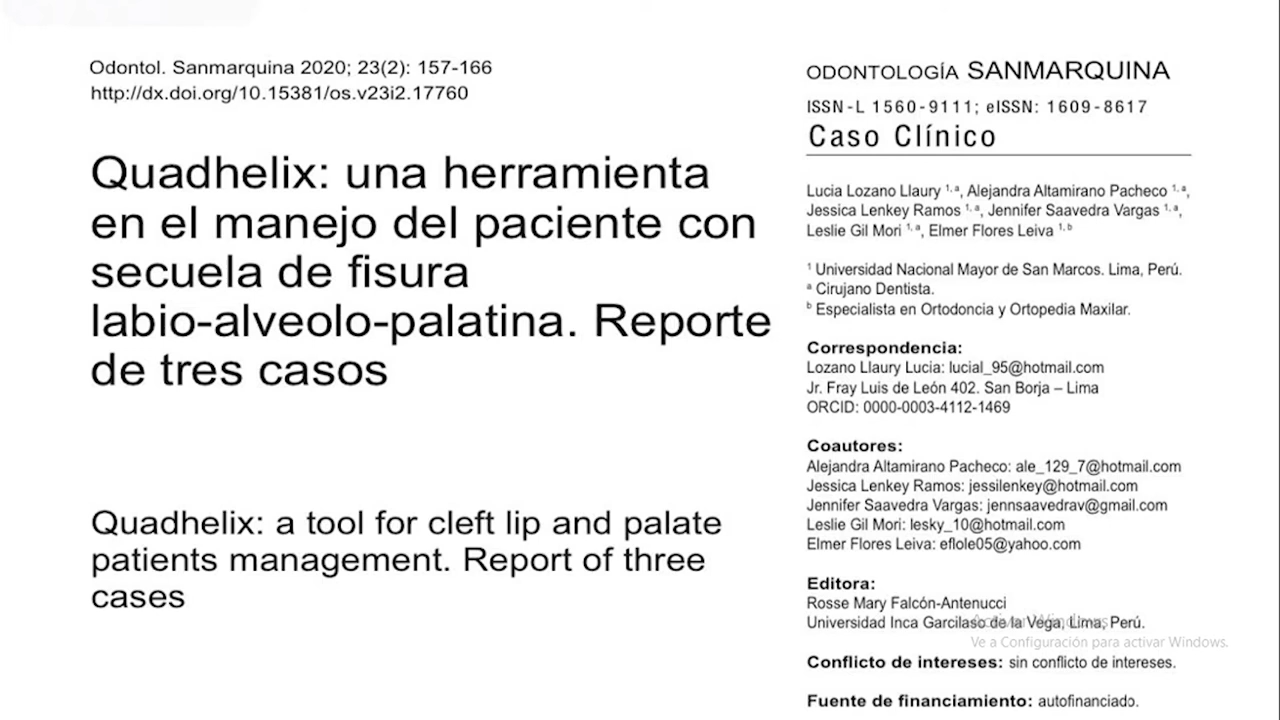 Odontol. Sanmarquina 2020; 23(2): 157-166
http://dx.doi.org/10.15381/os.v23i2.17760
Quadhelix: una herramienta
en el manejo del paciente con
secuela de fisura
labio-alveolo-palatina. Reporte
de tres casos
Quadhelix: a tool for cleft lip and palate
patients management. Report of three
cases
ODONTOLOGÍA SANMARQUINA
ISSN-L 1560-9111; eISSN: 1609-8617
Caso Clínico
Lucia Lozano Llaury 1, a, Alejandra Altamirano Pacheco 1, a,
Jessica Lenkey Ramos 1, a, Jennifer Saavedra Vargas 1, a,
Leslie Gil Mori 1, a, Elmer Flores Leiva 1, b
1 Universidad Nacional Mayor de San Marcos. Lima, Perú.
a Cirujano Dentista.
b Especialista en Ortodoncia y Ortopedia Maxilar.
Correspondencia:
Lozano Llaury Lucia: lucial_95@hotmail.com
Jr. Fray Luis de León 402. San Borja – Lima
ORCID: 0000-0003-4112-1469
Coautores:
Alejandra Altamirano Pacheco: ale_129_7@hotmail.com
Jessica Lenkey Ramos: jessilenkey@hotmail.com
Jennifer Saavedra Vargas: jennsaavedrav@gmail.com
Leslie Gil Mori: lesky_10@hotmail.com
Elmer Flores Leiva: eflole05@yahoo.com
Editora:
Rosse Mary Falcón-Antenucci
Universidad Inca Garcilaso de la Vega, Lima, Perú.
Activar Windows
Ve a Configuración para activar Windows.
Conflicto de intereses: sin conflicto de intereses.
Fuente de financiamiento: autofinanciado.